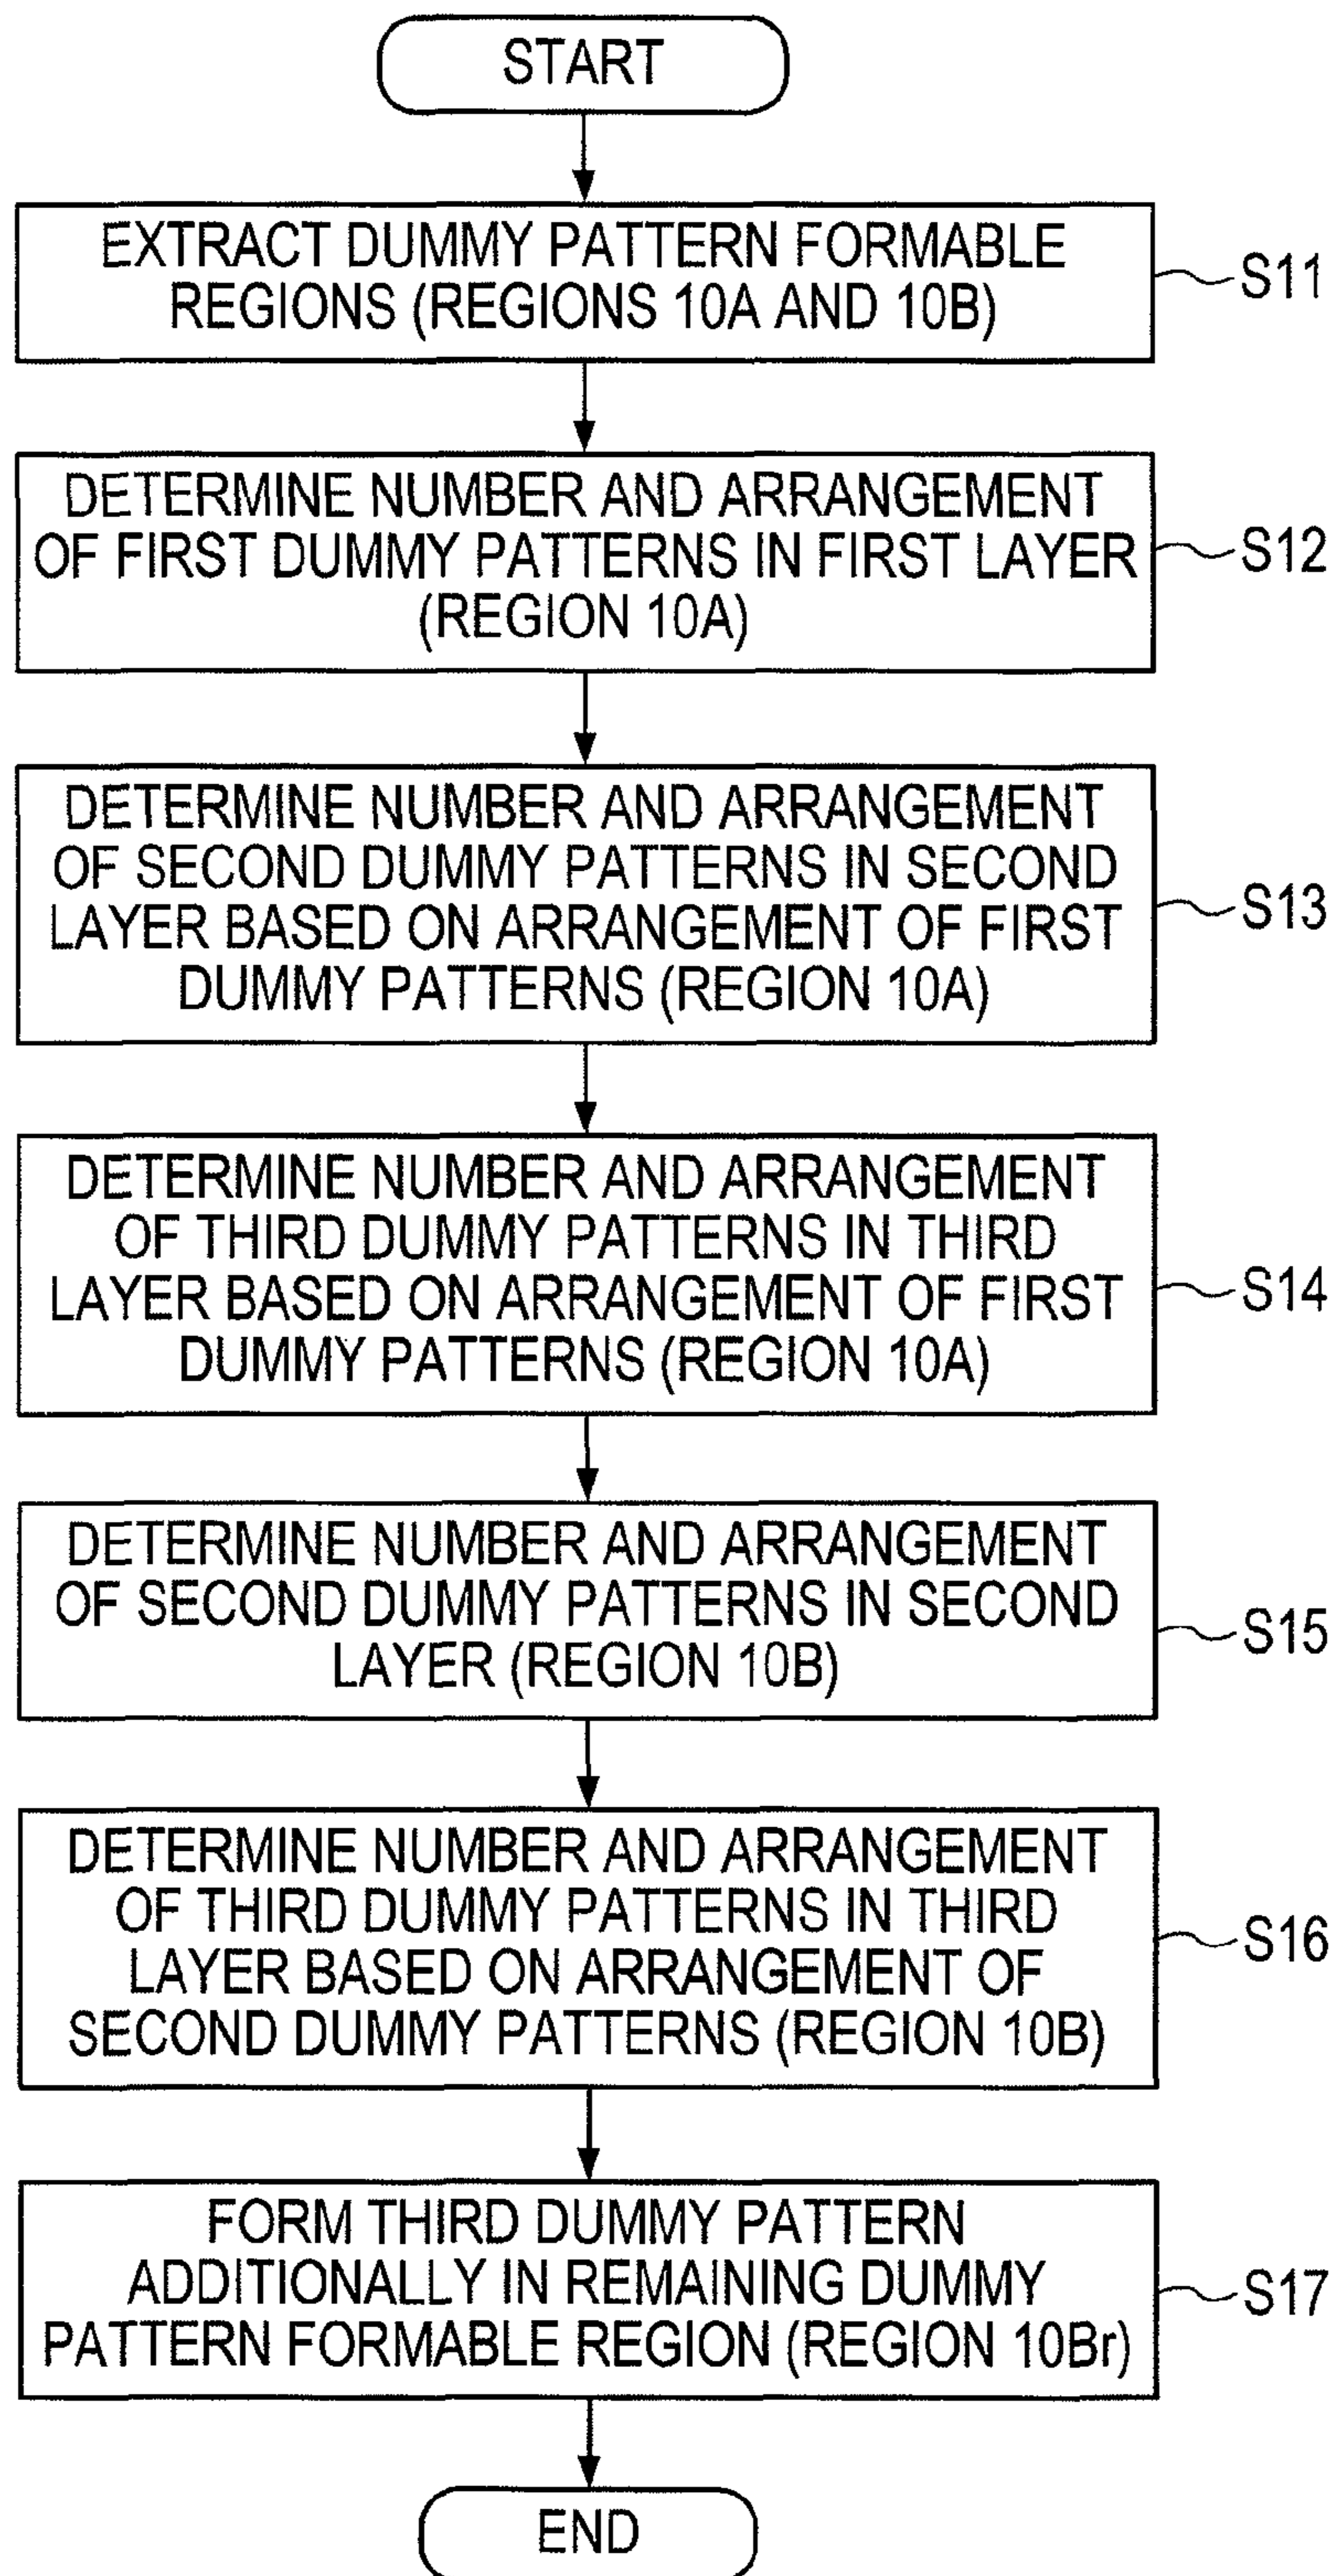 START
EXTRACT DUMMY PATTERN FORMABLE
REGIONS (REGIONS 10A AND 10B)
S11
DETERMINE NUMBER AND ARRANGEMENT
OF FIRST DUMMY PATTERNS IN FIRST LAYER
(REGION 10A)
S12
DETERMINE NUMBER AND ARRANGEMENT
OF SECOND DUMMY PATTERNS IN SECOND
LAYER BASED ON ARRANGEMENT OF FIRST
DUMMY PATTERNS (REGION 10A)
S13
DETERMINE NUMBER AND ARRANGEMENT
OF THIRD DUMMY PATTERNS IN THIRD
LAYER BASED ON ARRANGEMENT OF FIRST
DUMMY PATTERNS (REGION 10A)
S14
DETERMINE NUMBER AND ARRANGEMENT
OF SECOND DUMMY PATTERNS IN SECOND
LAYER (REGION 10B)
S15
DETERMINE NUMBER AND ARRANGEMENT
OF THIRD DUMMY PATTERNS IN THIRD
LAYER BASED ON ARRANGEMENT OF
SECOND DUMMY PATTERNS (REGION 10B)
S16
FORM THIRD DUMMY PATTERN
ADDITIONALLY IN REMAINING DUMMY
PATTERN FORMABLE REGION (REGION 10Br)
S17
END